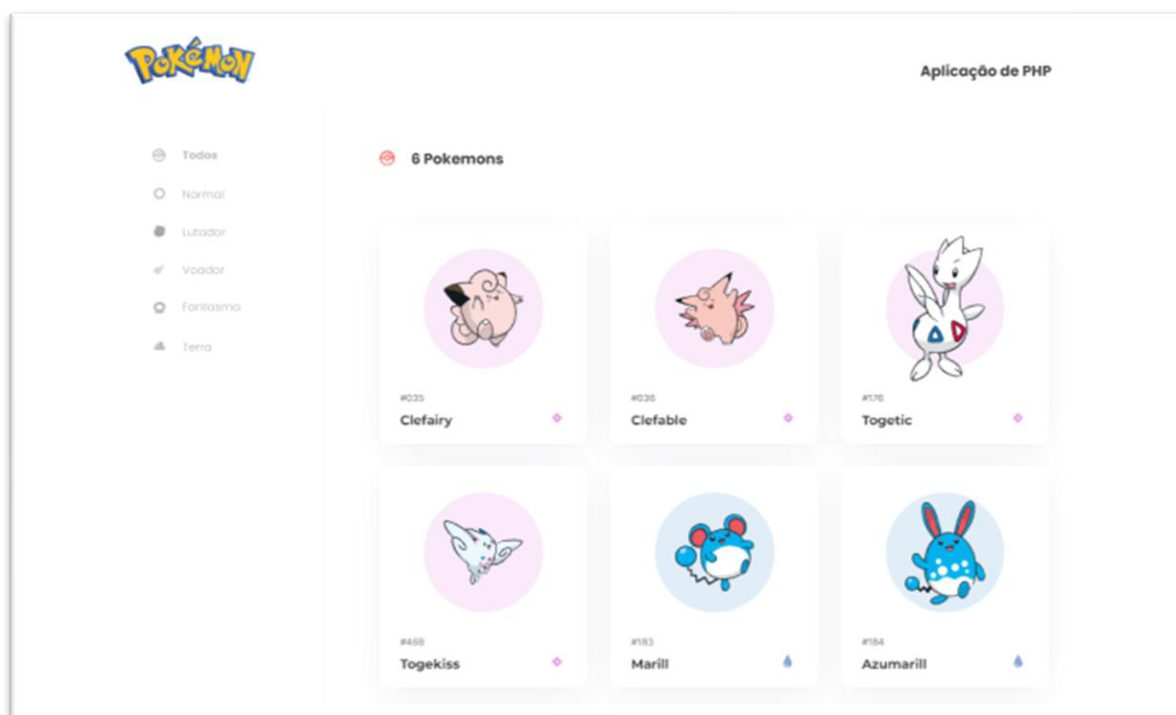 POKéMON
Aplicação de PHP
Todos
Normal
Lutador
Voador
Fantasma
Terra
6 Pokemons
#035
Clefairy
#036
Clefable
#176
Togetic
#468
Togekiss
#183
Marill
#184
Azumarill